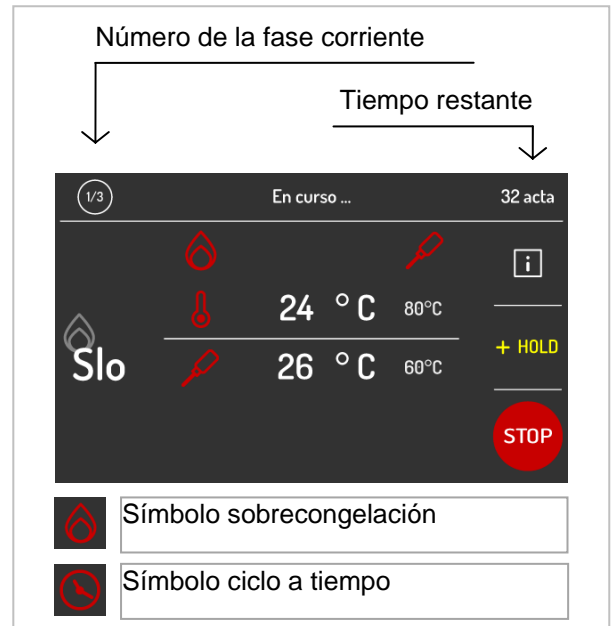 Número de la fase corriente
Tiempo restante
1/3 En curso ... 32 acta
i
24 °C 80°C
+ HOLD
Slo
26 °C 60°C
STOP
Símbolo sobrecongelación
Símbolo ciclo a tiempo